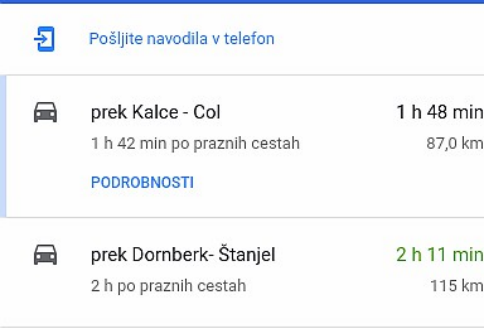 Pošljite navodila v telefon
prek Kalce - Col 1 h 48 min
1 h 42 min po praznih cestah 87,0 km
PODROBNOSTI
prek Dornberk- Štanjel 2 h 11 min
2 h po praznih cestah 115 km